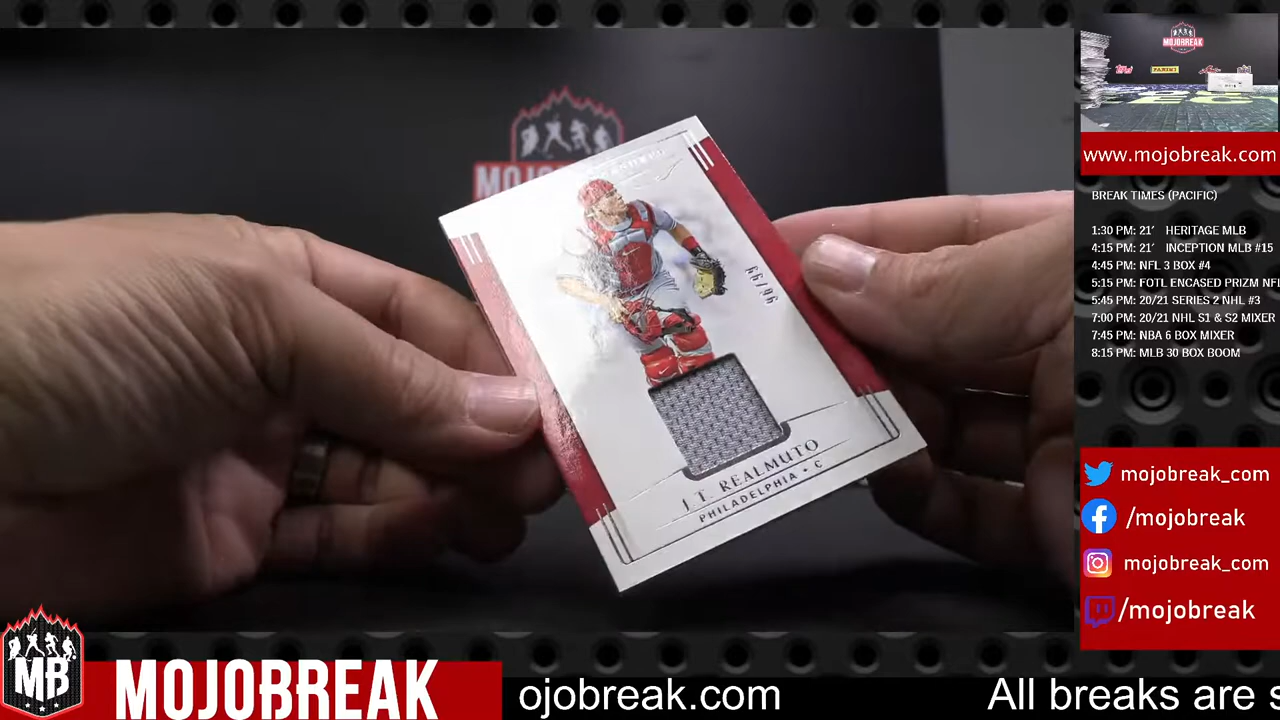 MOJOBREAK
www.mojobreak.com
BREAK TIMES (PACIFIC)
1:30 PM: 21' HERITAGE MLB
4:15 PM: 21' INCEPTION MLB #15
4:45 PM: NFL 3 BOX #4
5:15 PM: FOTL ENCASED PRIZM NFL
5:45 PM: 20/21 SERIES 2 NHL #3
7:00 PM: 20/21 NHL S1 & S2 MIXER
7:45 PM: NBA 6 BOX MIXER
8:15 PM: MLB 30 BOX BOOM
J.T. REALMUTO
PHILADELPHIA • C
mojobreak_com
/mojobreak
mojobreak_com
/mojobreak
MB
MOJOBREAK
ojobreak.com
All breaks are s